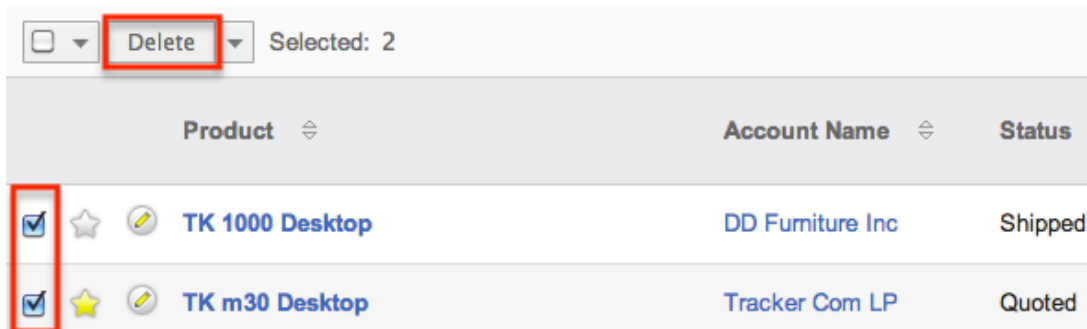 Delete Selected: 2
Product Account Name Status
TK 1000 Desktop DD Furniture Inc Shipped
TK m30 Desktop Tracker Com LP Quoted